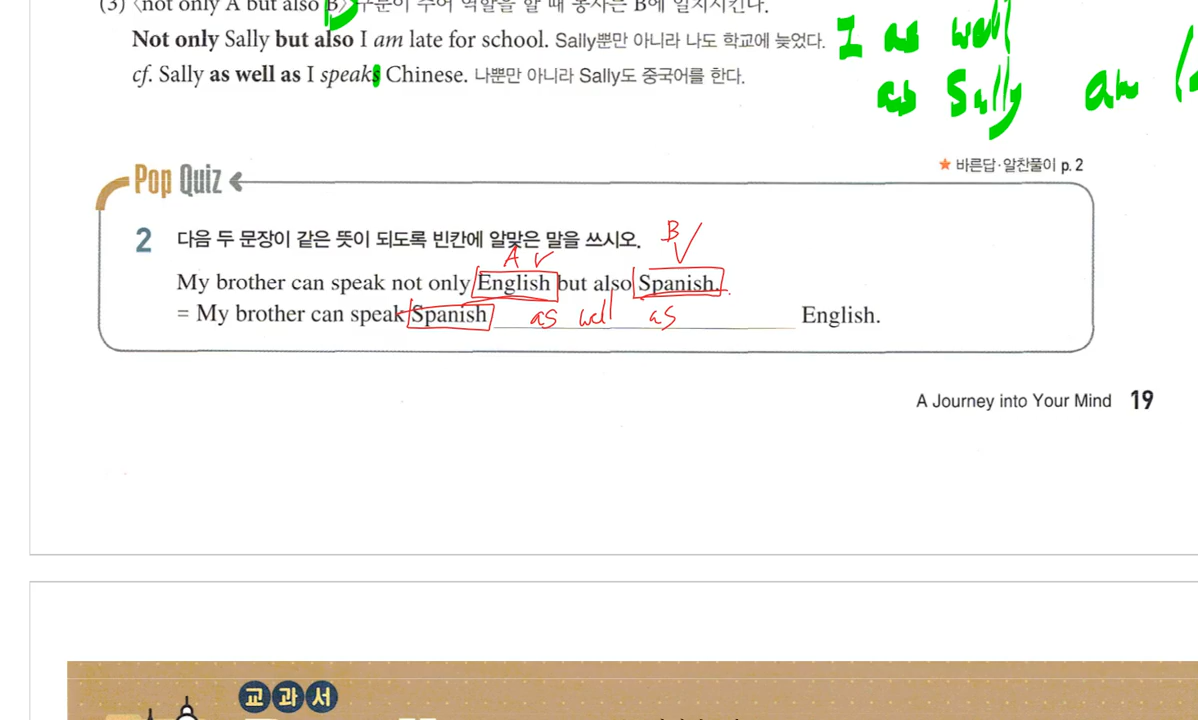 (3) 〈not only A but also B〉 구문이 주어 역할을 할 때 동사는 B에 일치시킨다.
Not only Sally but also I am late for school. Sally뿐만 아니라 나도 학교에 늦었다.
I as well
cf. Sally as well as I speaks Chinese. 나뿐만 아니라 Sally도 중국어를 한다.
as Sally am
Pop Quiz
★ 바른답·알찬풀이 p. 2
2 다음 두 문장이 같은 뜻이 되도록 빈칸에 알맞은 말을 쓰시오.
A B
My brother can speak not only English but also Spanish.
= My brother can speak Spanish as well as English.
A Journey into Your Mind 19
교과서